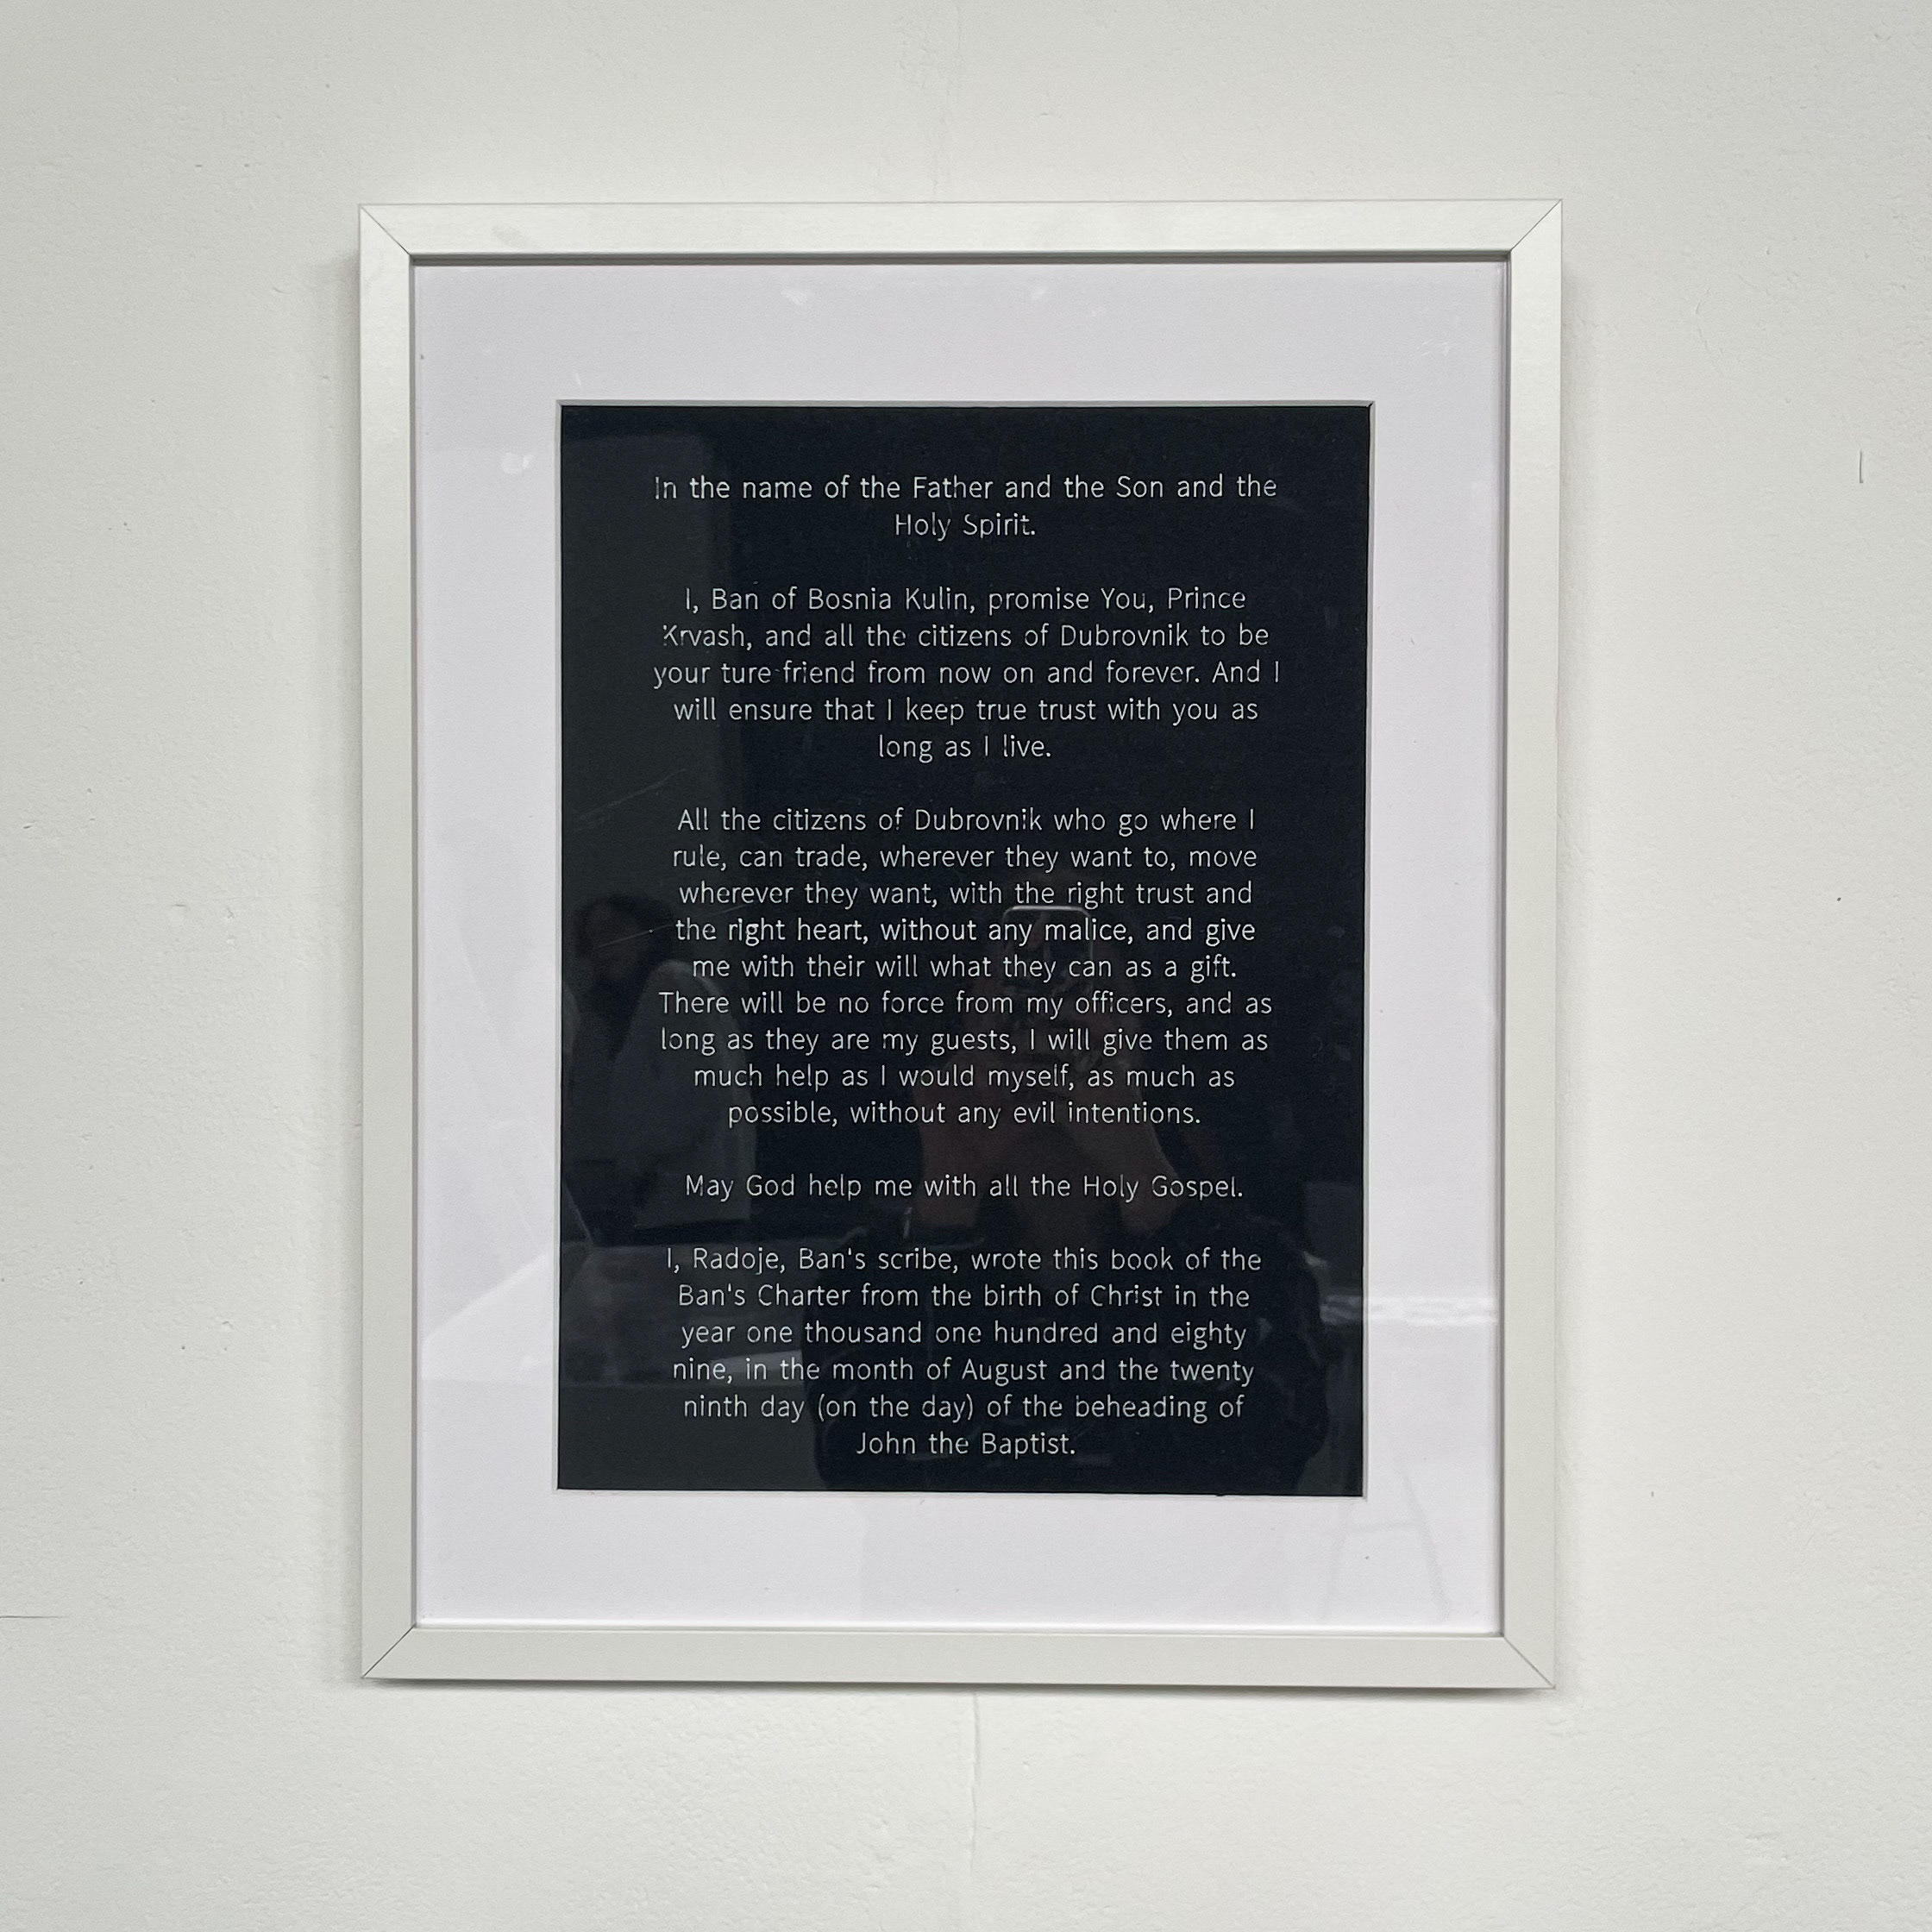 In the name of the Father and the Son and the
Holy Spirit.
I, Ban of Bosnia Kulin, promise You, Prince
Krvash, and all the citizens of Dubrovnik to be
your ture friend from now on and forever. And I
will ensure that I keep true trust with you as
long as I live.
All the citizens of Dubrovnik who go where I
rule, can trade, wherever they want to, move
wherever they want, with the right trust and
the right heart, without any malice, and give
me with their will what they can as a gift.
There will be no force from my officers, and as
long as they are my guests, I will give them as
much help as I would myself, as much as
possible, without any evil intentions.
May God help me with all the Holy Gospel.
I, Radoje, Ban's scribe, wrote this book of the
Ban's Charter from the birth of Christ in the
year one thousand one hundred and eighty
nine, in the month of August and the twenty
ninth day (on the day) of the beheading of
John the Baptist.